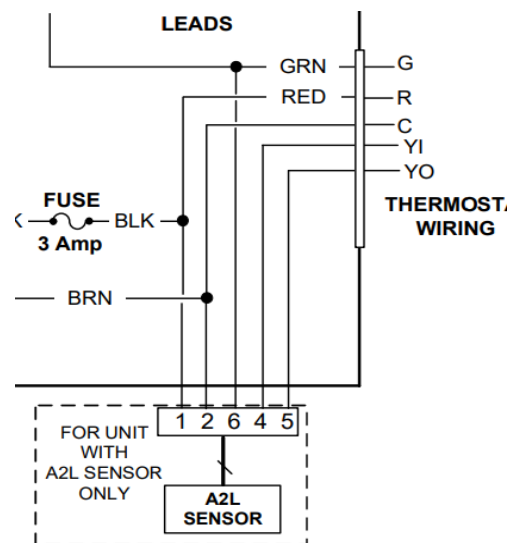 LEADS
GRN
G
RED
R
C
YI
YO
FUSE
BLK
3 Amp
THERMOSTA
WIRING
BRN
1 2 6 4 5
FOR UNIT
WITH
A2L SENSOR
ONLY
A2L
SENSOR